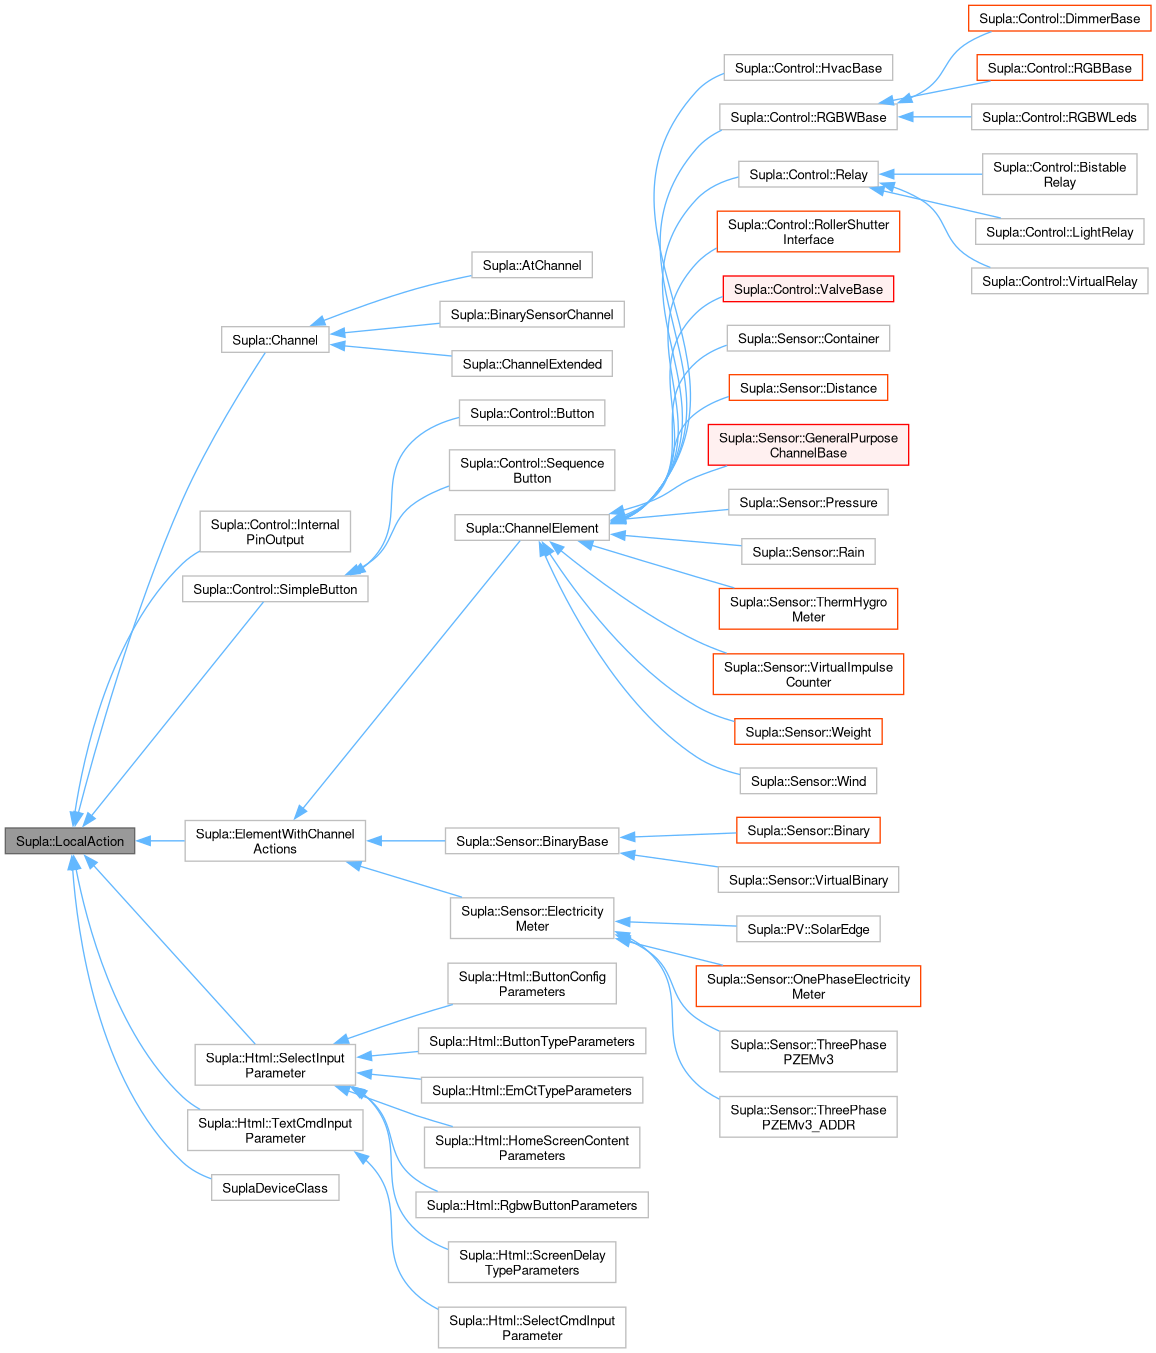 Supla::LocalAction
Supla::Channel
Supla::Control::Internal
PinOutput
Supla::Control::SimpleButton
Supla::ElementWithChannel
Actions
Supla::Html::SelectInput
Parameter
Supla::Html::TextCmdInput
Parameter
SuplaDeviceClass
Supla::AtChannel
Supla::BinarySensorChannel
Supla::ChannelExtended
Supla::Control::Button
Supla::Control::Sequence
Button
Supla::ChannelElement
Supla::Sensor::BinaryBase
Supla::Sensor::Electricity
Meter
Supla::Html::ButtonConfig
Parameters
Supla::Html::ButtonTypeParameters
Supla::Html::EmCtTypeParameters
Supla::Html::HomeScreenContent
Parameters
Supla::Html::RgbwButtonParameters
Supla::Html::ScreenDelay
TypeParameters
Supla::Html::SelectCmdInput
Parameter
Supla::Control::HvacBase
Supla::Control::RGBWBase
Supla::Control::Relay
Supla::Control::RollerShutter
Interface
Supla::Control::ValveBase
Supla::Sensor::Container
Supla::Sensor::Distance
Supla::Sensor::GeneralPurpose
ChannelBase
Supla::Sensor::Pressure
Supla::Sensor::Rain
Supla::Sensor::ThermHygro
Meter
Supla::Sensor::VirtualImpulse
Counter
Supla::Sensor::Weight
Supla::Sensor::Wind
Supla::Sensor::Binary
Supla::Sensor::VirtualBinary
Supla::PV::SolarEdge
Supla::Sensor::OnePhaseElectricity
Meter
Supla::Sensor::ThreePhase
PZEMv3
Supla::Sensor::ThreePhase
PZEMv3_ADDR
Supla::Control::DimmerBase
Supla::Control::RGBBase
Supla::Control::RGBWLeds
Supla::Control::Bistable
Relay
Supla::Control::LightRelay
Supla::Control::VirtualRelay